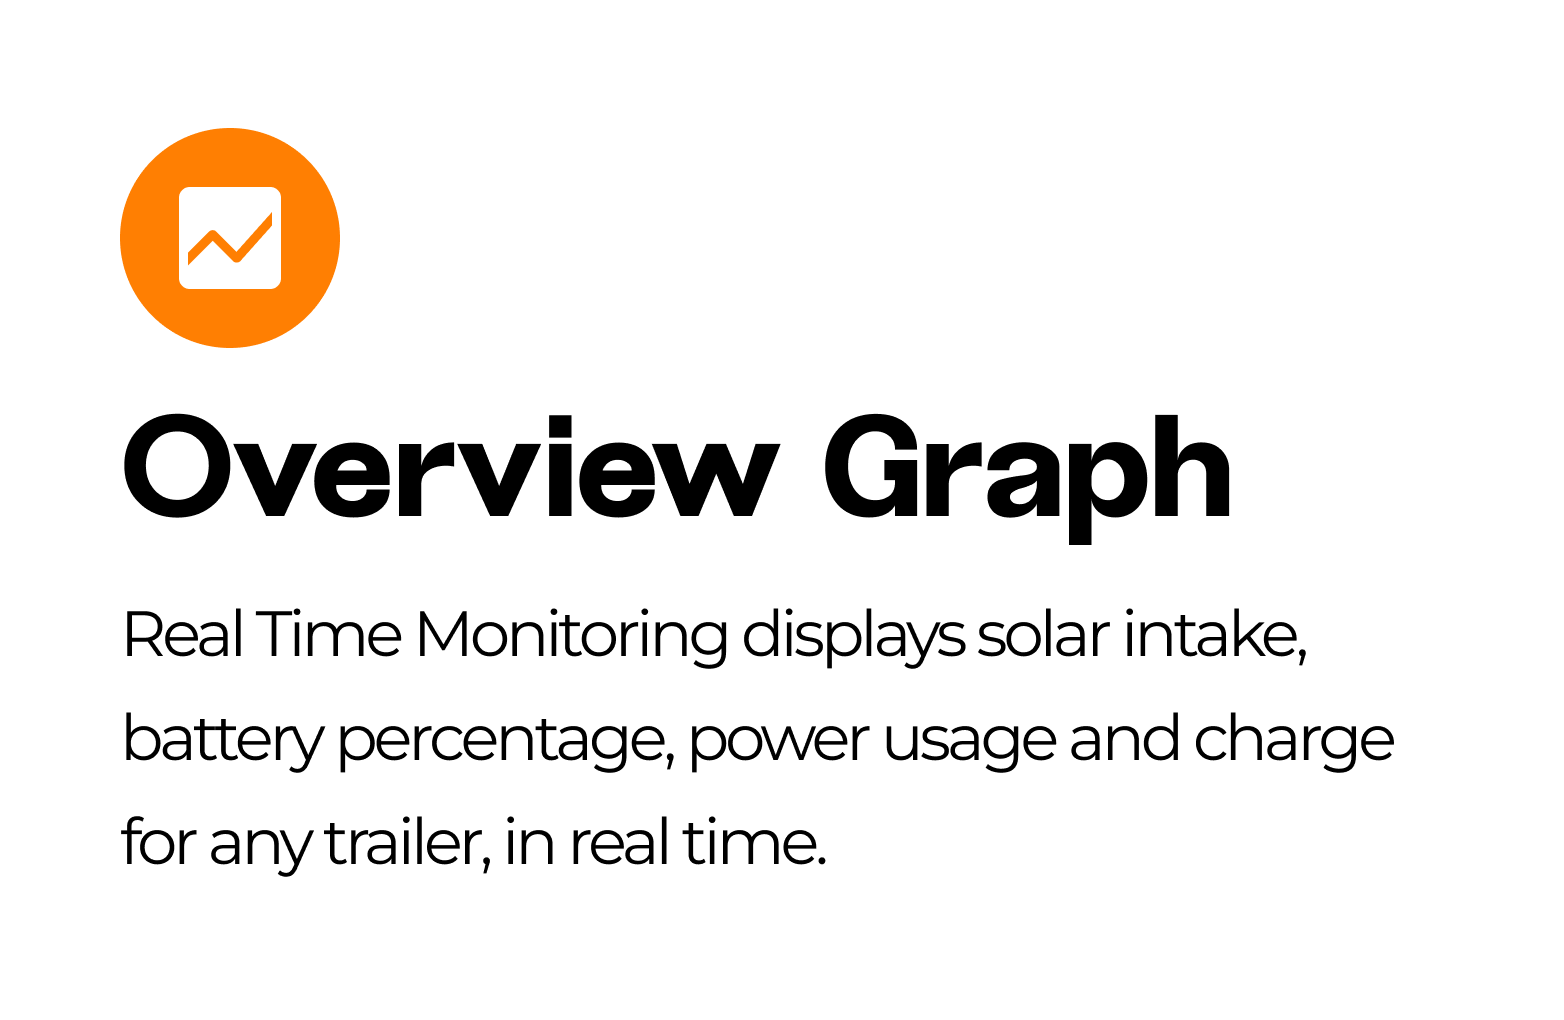 Overview Graph
Real Time Monitoring displays solar intake,
battery percentage, power usage and charge
for any trailer, in real time.